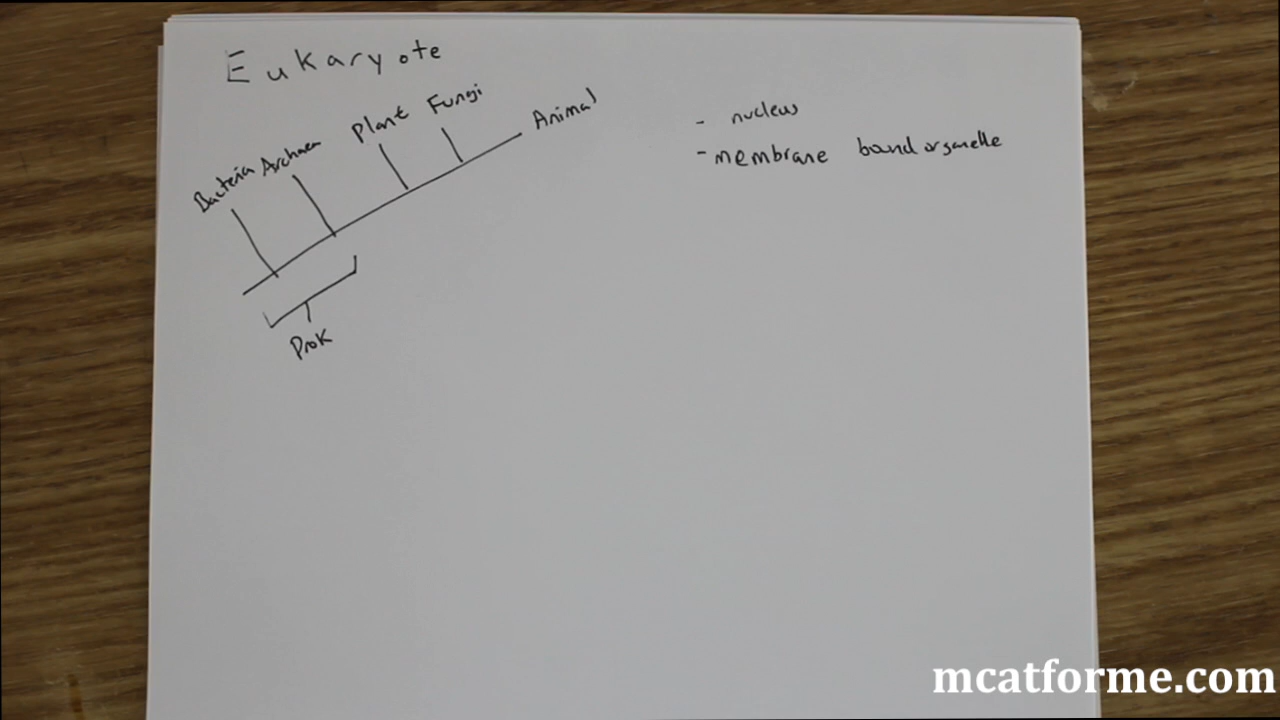 Eukaryote
Bacteria
Archaea
Plant
Fungi
Animal
Prok
- nucleus
- membrane bound organelle
mcatforme.com